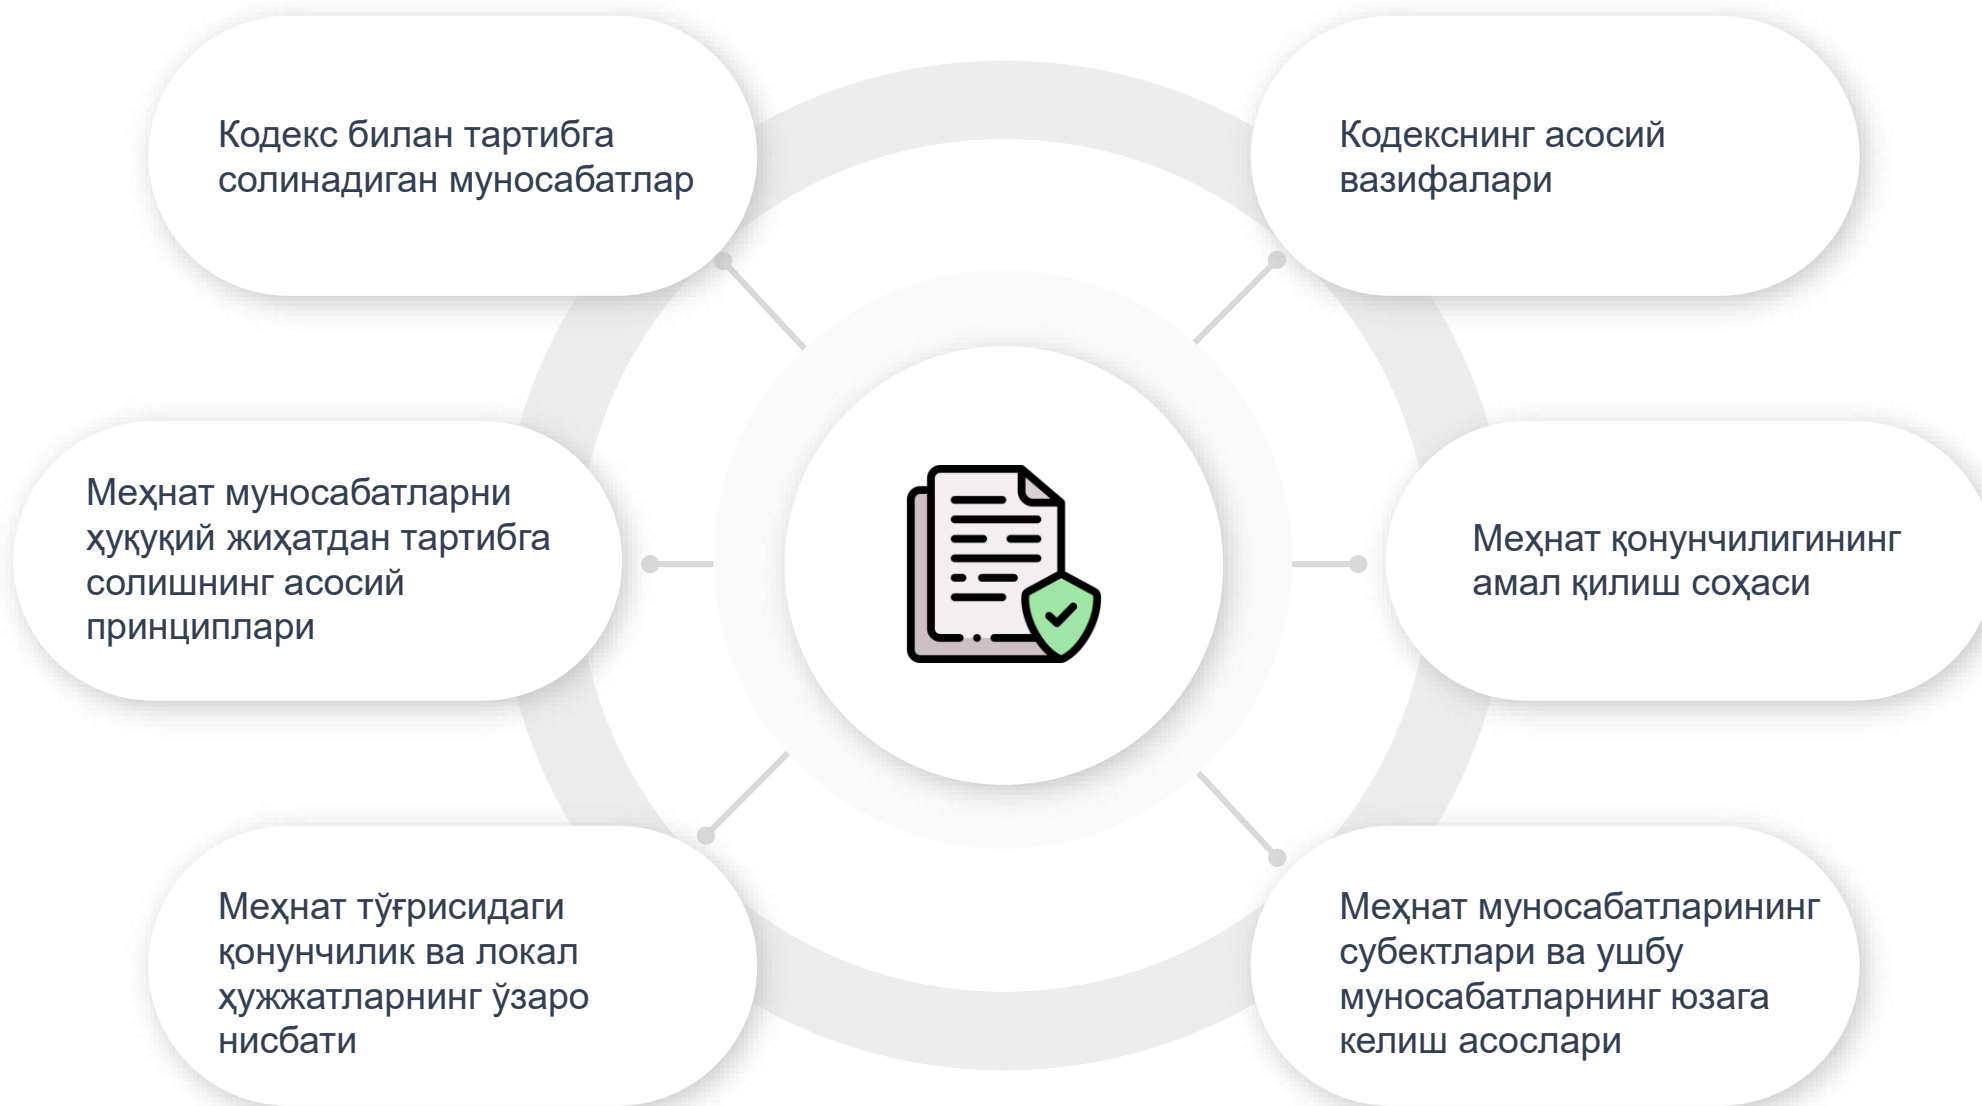 Кодекс билан тартибга
солинадиган муносабатлар
Кодекснинг асосий
вазифалари
Меҳнат муносабатларни
ҳуқуқий жиҳатдан тартибга
солишнинг асосий
принциплари
Меҳнат қонунчилигининг
амал қилиш соҳаси
Меҳнат тўғрисидаги
қонунчилик ва локал
ҳужжатларнинг ўзаро
нисбати
Меҳнат муносабатларининг
субектлари ва ушбу
муносабатларнинг юзага
келиш асослари